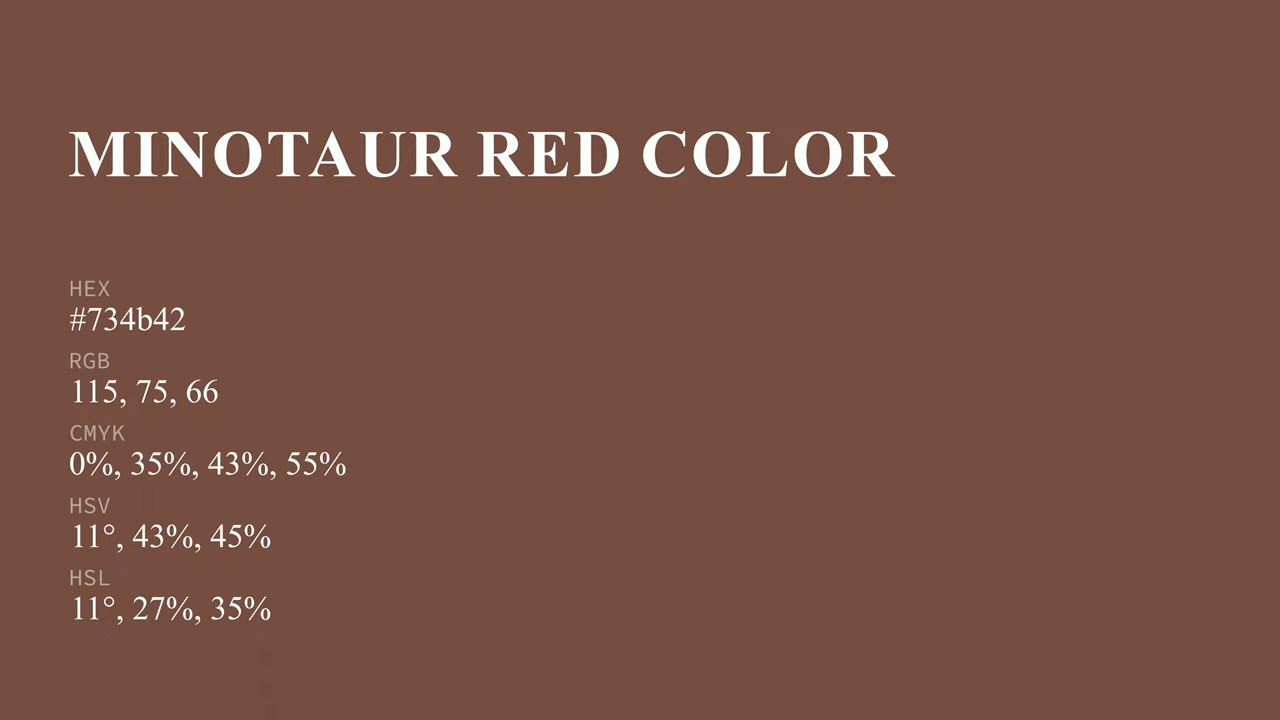 MINOTAUR RED COLOR
HEX
#734b42
RGB
115, 75, 66
CMYK
0%, 35%, 43%, 55%
HSV
11°, 43%, 45%
HSL
11°, 27%, 35%